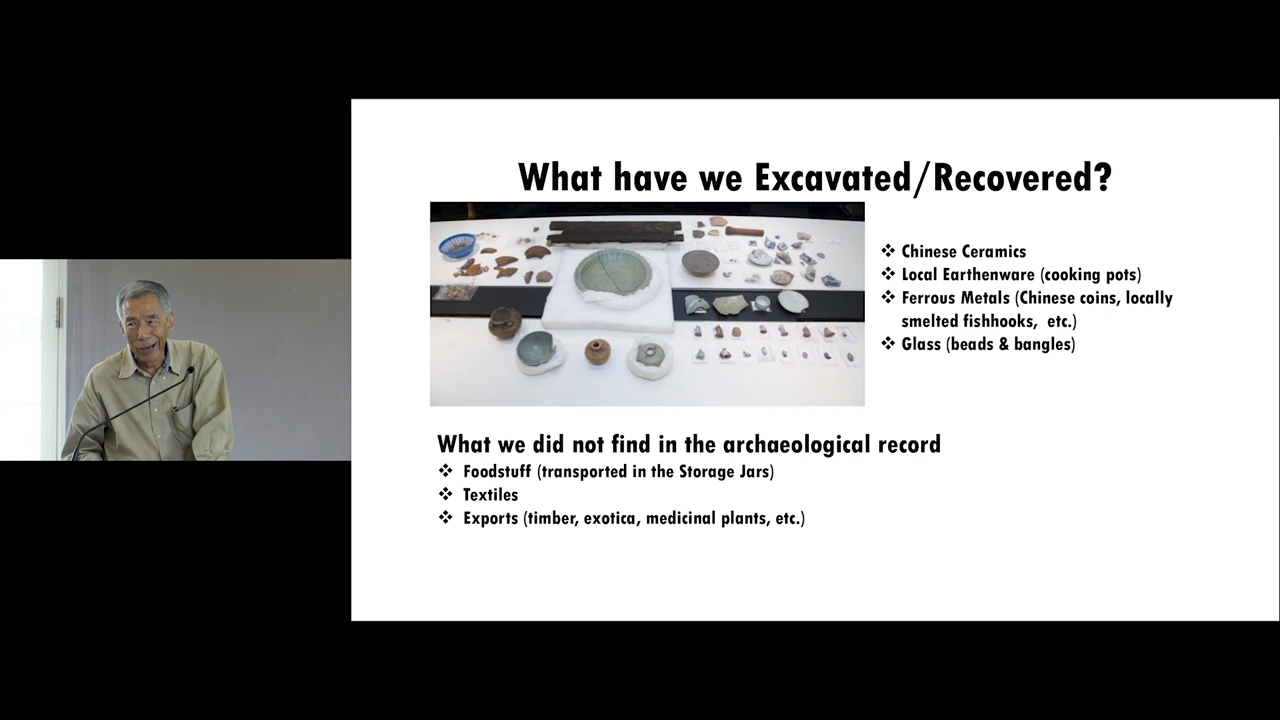 What have we Excavated/Recovered?
❖ Chinese Ceramics
❖ Local Earthenware (cooking pots)
❖ Ferrous Metals (Chinese coins, locally
smelted fishhooks, etc.)
❖ Glass (beads & bangles)
What we did not find in the archaeological record
❖ Foodstuff (transported in the Storage Jars)
❖ Textiles
❖ Exports (timber, exotica, medicinal plants, etc.)